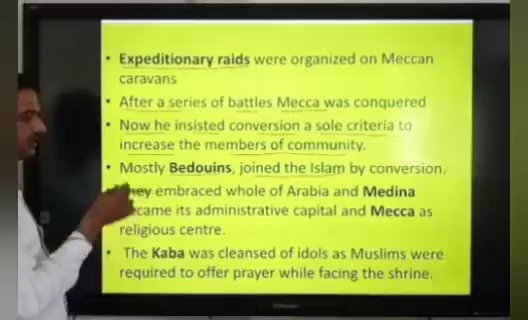 • Expeditionary raids were organized on Meccan
caravans
• After a series of battles Mecca was conquered
• Now he insisted conversion a sole criteria to
increase the members of community.
• Mostly Bedouins, joined the Islam by conversion.
embraced whole of Arabia and Medina
its administrative capital and Mecca as
religious centre.
• The Kaba was cleansed of idols as Muslims were
required to offer prayer while facing the shrine.